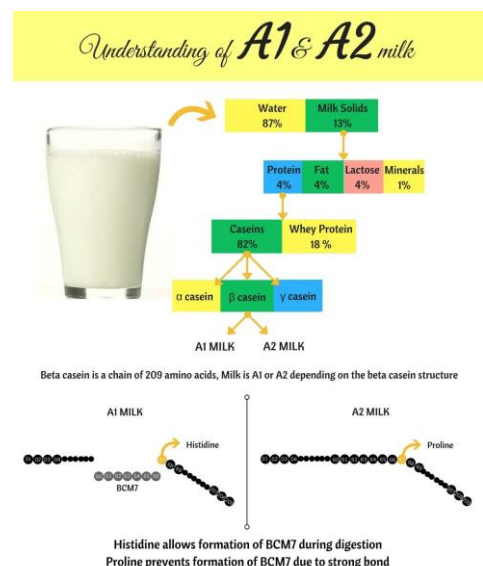 Understanding of A1 & A2 milk
Water
87%
Milk Solids
13%
Protein
4%
Fat
4%
Lactose
4%
Minerals
1%
Caseins
82%
Whey Protein
18 %
α casein
β casein
γ casein
A1 MILK
A2 MILK
Beta casein is a chain of 209 amino acids, Milk is A1 or A2 depending on the beta casein structure
A1 MILK
Histidine
BCM7
A2 MILK
Proline
Histidine allows formation of BCM7 during digestion
Proline prevents formation of BCM7 due to strong bond